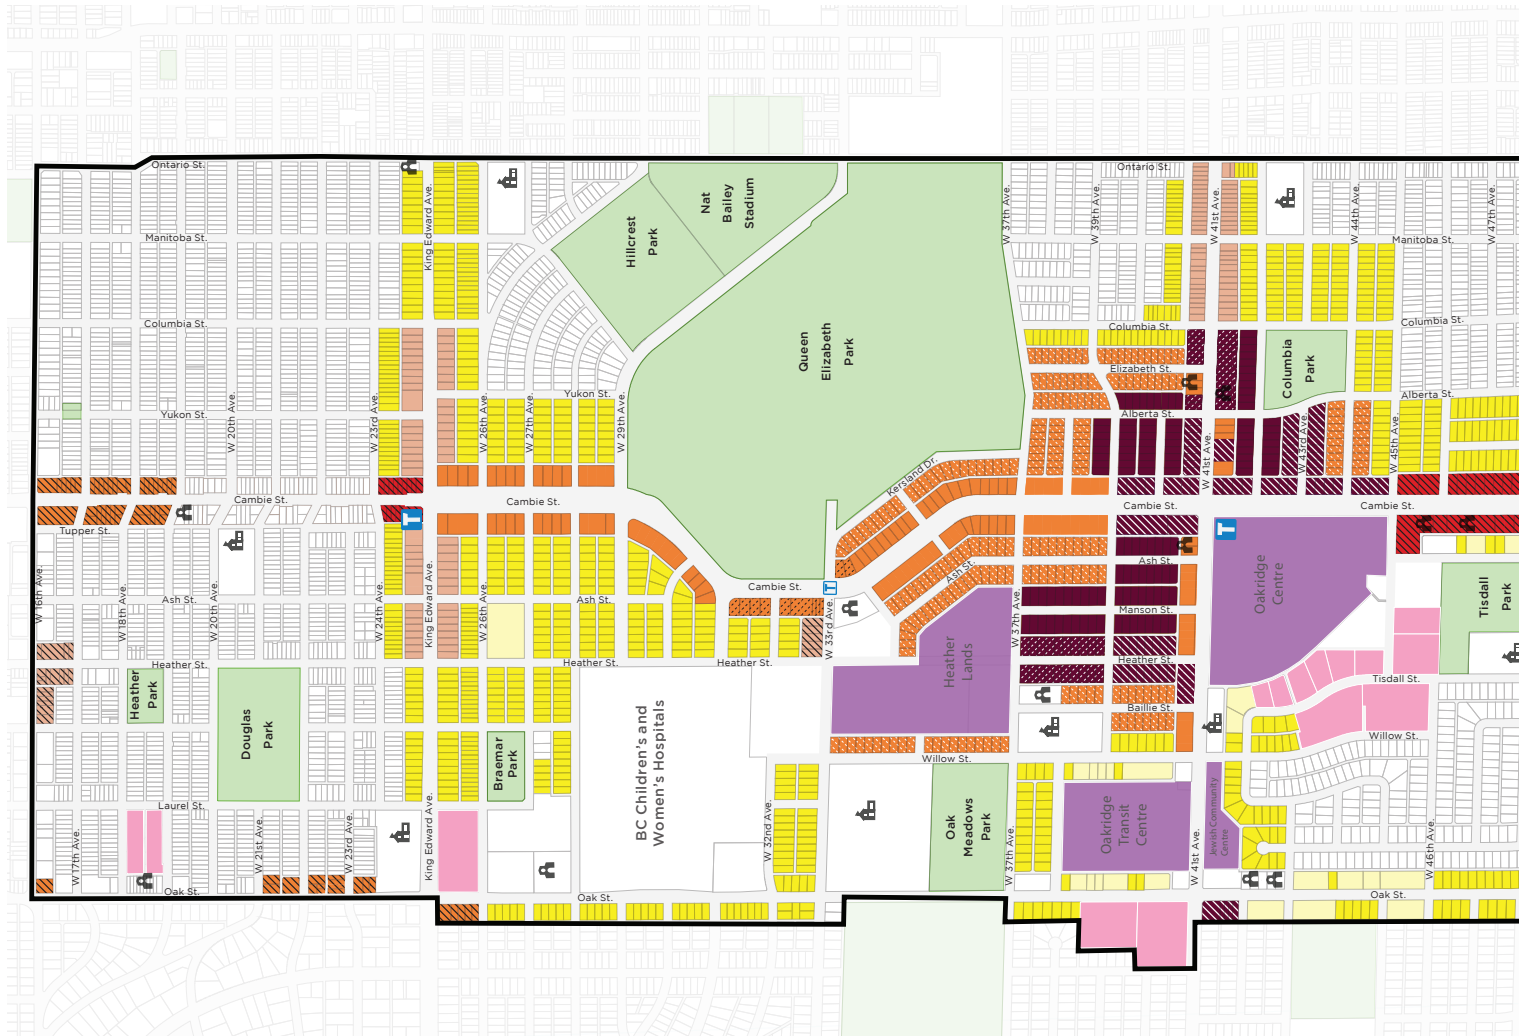 Ontario St.
Ontario St.
Nat
Bailey
Stadium
Hillcrest
Park
King Edward Ave.
W 37th Ave.
W 39th Ave.
W 41st Ave.
W 44th Ave.
W 47th Ave.
Manitoba St.
Manitoba St.
Columbia St.
Columbia St.
Columbia St.
Queen
Elizabeth
Park
Columbia
Park
Elizabeth St.
Yukon St.
Yukon St.
Alberta St.
Alberta St.
W 20th Ave.
W 23rd Ave.
W 26th Ave.
W 27th Ave.
W 29th Ave.
W 41st Ave.
W 43rd Ave.
W 45th Ave.
Kersland Dr.
Cambie St.
Cambie St.
Cambie St.
Cambie St.
T
T
Tupper St.
Ash St.
Ash St.
Oakridge
Centre
Cambie St.
T
Tisdall
Park
W 16th Ave.
W 18th Ave.
W 20th Ave.
W 24th Ave.
King Edward Ave.
W 26th Ave.
Ash St.
Ash St.
W 33rd Ave.
W 37th Ave.
Manson St.
Heather
Lands
Heather St.
Heather St.
Heather St.
Heather St.
Tisdall St.
Heather
Park
Douglas
Park
BC Children's and
Women's Hospitals
Baillie St.
Willow St.
Willow St.
Braemar
Park
Laurel St.
Oak
Meadows
Park
Oakridge
Transit
Centre
Jewish Community
Centre
W 17th Ave.
W 21st Ave.
W 23rd Ave.
King Edward Ave.
W 32nd Ave.
W 37th Ave.
W 41st Ave.
W 46th Ave.
Oak St.
Oak St.
Oak St.